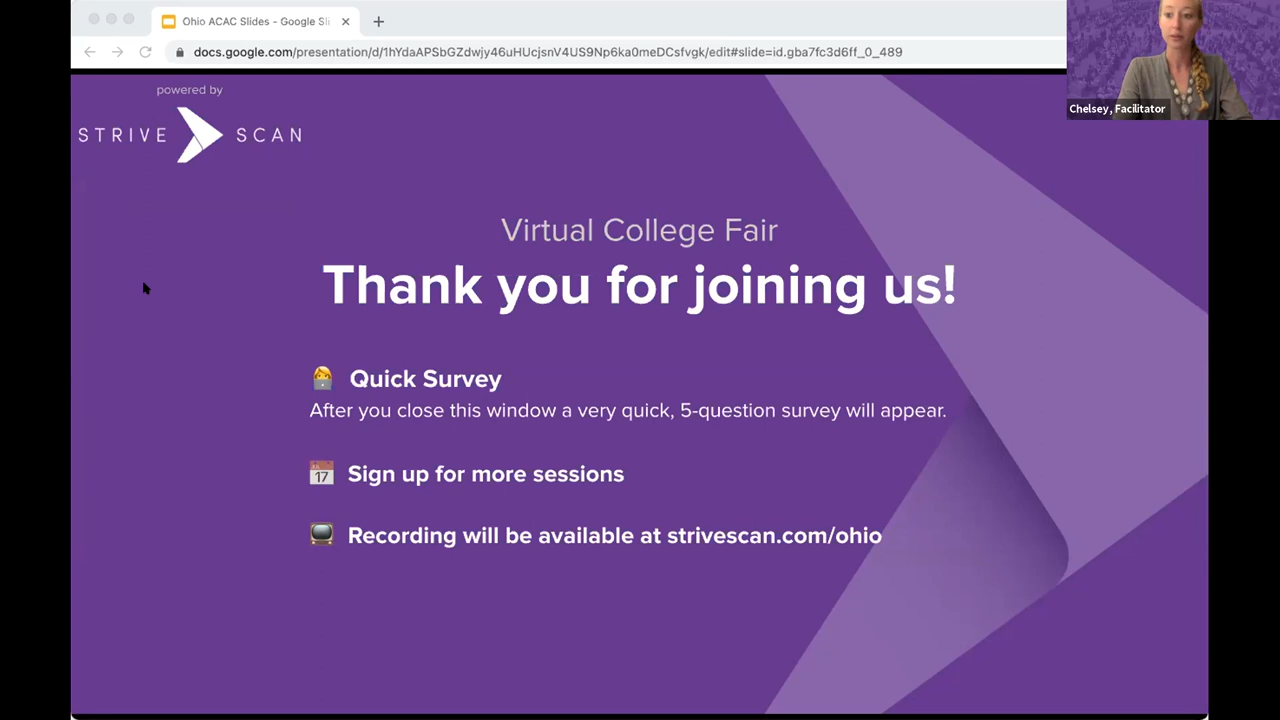 Ohio ACAC Slides - Google Sli
docs.google.com/presentation/d/1hYdaAPSbGZdwjy46uHUcjsnV4US9Np6ka0meDCsfvgk/edit#slide=id.gba7fc3d6ff_0_489
Chelsey, Facilitator
powered by
STRIVE SCAN
Virtual College Fair
Thank you for joining us!
Quick Survey
After you close this window a very quick, 5-question survey will appear.
17 Sign up for more sessions
Recording will be available at strivescan.com/ohio